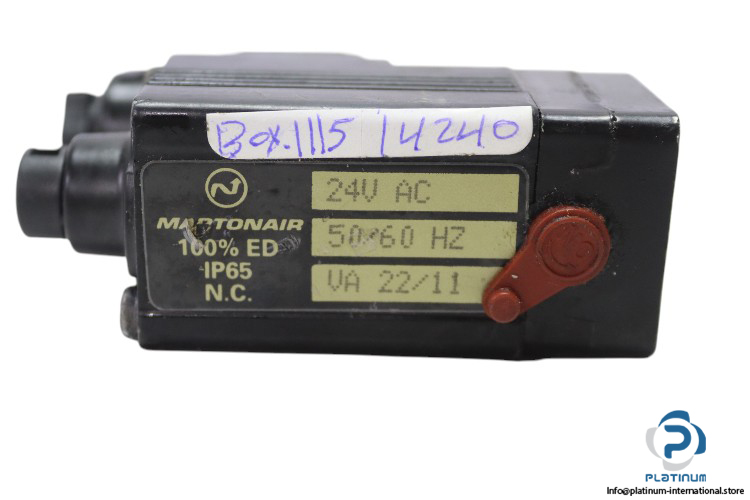 Box.1115 14240
24V AC
MARTONAIR
50/60 HZ
100% ED
IP65
VA 22/11
N.C.
PLATINUM
Info@platinum-international.store